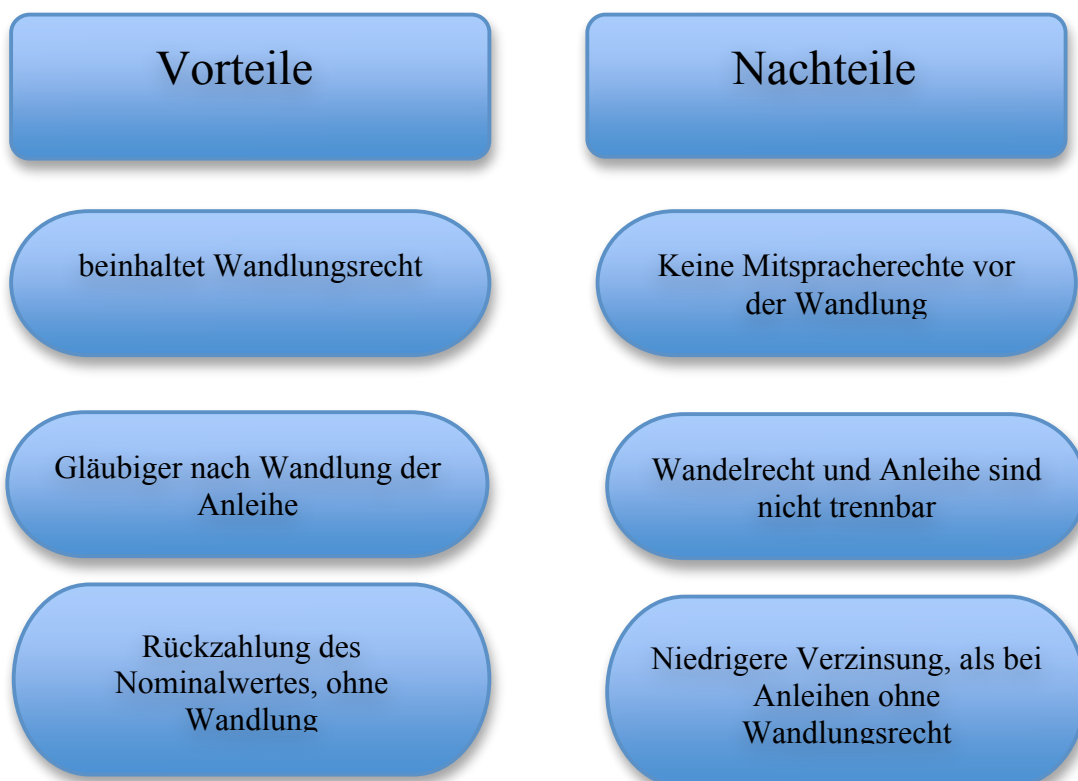 Vorteile
Nachteile
beinhaltet Wandlungsrecht
Keine Mitspracherechte vor
der Wandlung
Gläubiger nach Wandlung der
Anleihe
Wandelrecht und Anleihe sind
nicht trennbar
Rückzahlung des
Nominalwertes, ohne
Wandlung
Niedrigere Verzinsung, als bei
Anleihen ohne
Wandlungsrecht